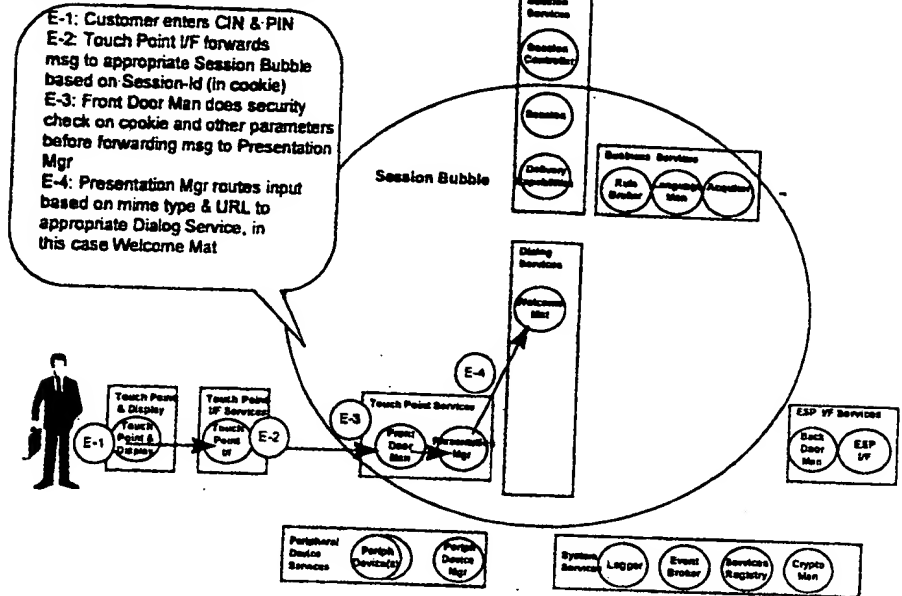 E-1: Customer enters CIN & PIN
E-2: Touch Point I/F forwards
msg to appropriate Session Bubble
based on Session-Id (in cookie)
E-3: Front Door Man does security
check on cookie and other parameters
before forwarding msg to Presentation
Mgr
E-4: Presentation Mgr routes input
based on mime type & URL to
appropriate Dialog Service, in
this case Welcome Mat
Session
Services
Session
Controller
Session
Delivery
Capabilities
Session Bubble
Business Services
Rule
Broker
Language
Man
Acquirer
Dialog
Services
Welcome
Mat
E-4
Touch Point
& Display
E-1
Touch
Point &
Display
Touch Point
I/F Services
Touch
Point
I/F
E-2
E-3
Touch Point Services
Front
Door
Man
Presentation
Mgr
ESP I/F Services
Back
Door
Man
ESP
I/F
Peripheral
Device
Services
Periph
Device(s)
Periph
Device
Mgr
System
Services
Logger
Event
Broker
Services
Registry
Crypto
Man